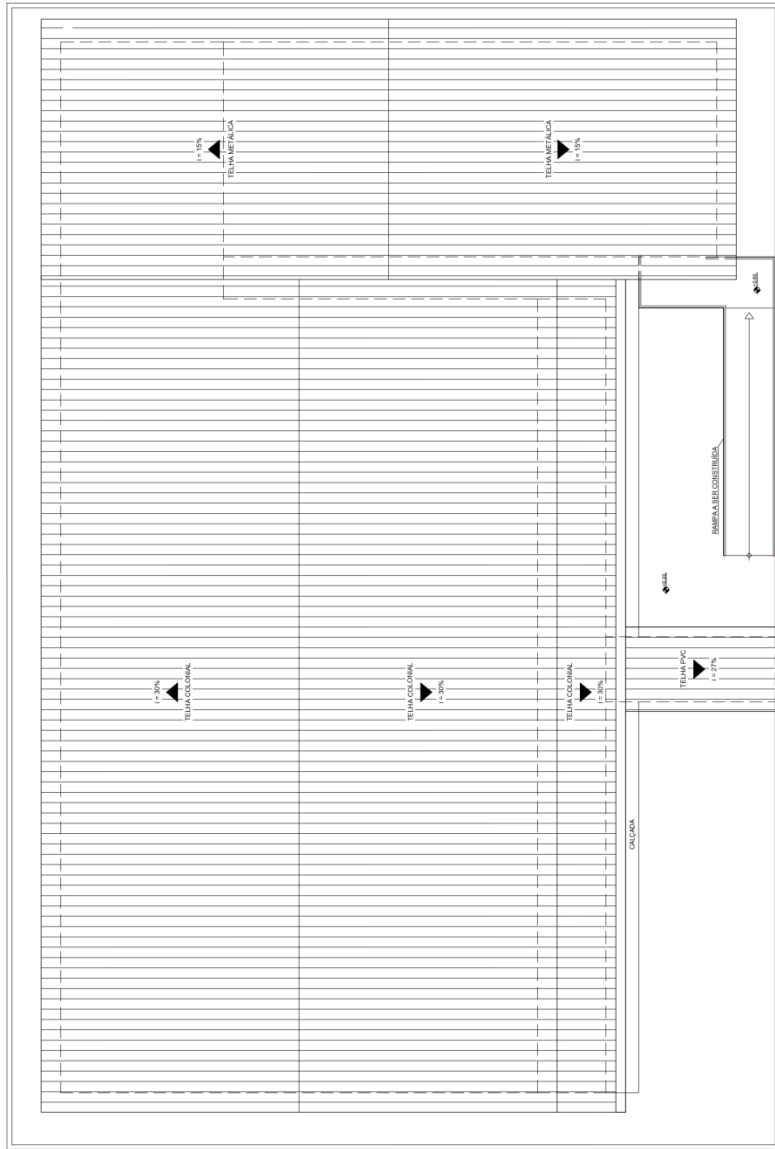 i = 15%
TELHA METÁLICA
TELHA METÁLICA
i = 15%
RAMPA A SER CONSTRUÍDA
i = 30%
TELHA COLONIAL
TELHA COLONIAL
i = 30%
TELHA COLONIAL
i = 30%
TELHA PVC
i = 27%
CALÇADA